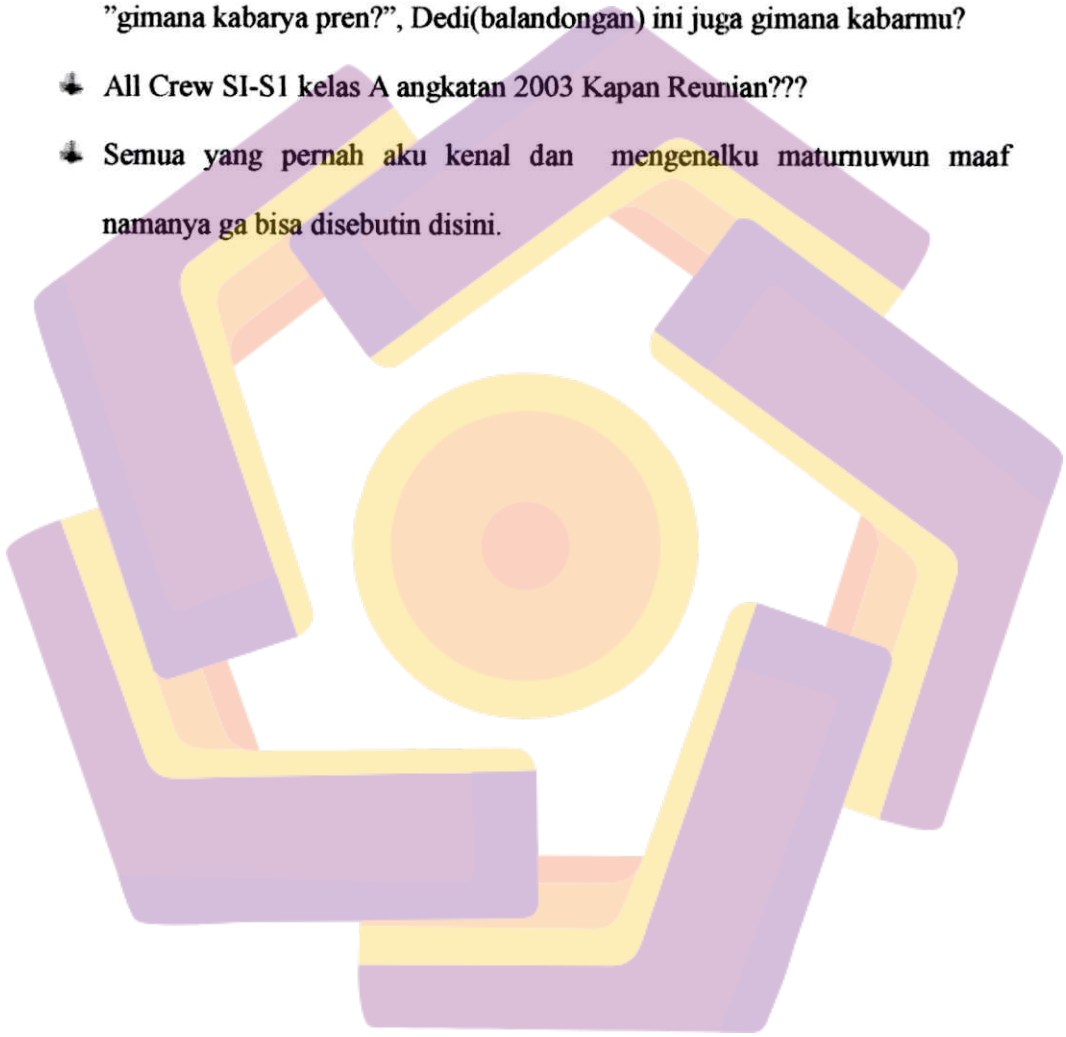 ”gimana kabarya pren?”, Dedi(balandongan) ini juga gimana kabarmu?
All Crew SI-S1 kelas A angkatan 2003 Kapan Reunian???
Semua yang pernah aku kenal dan mengenalku maturnuwun maaf
namanya ga bisa disebutin disini.